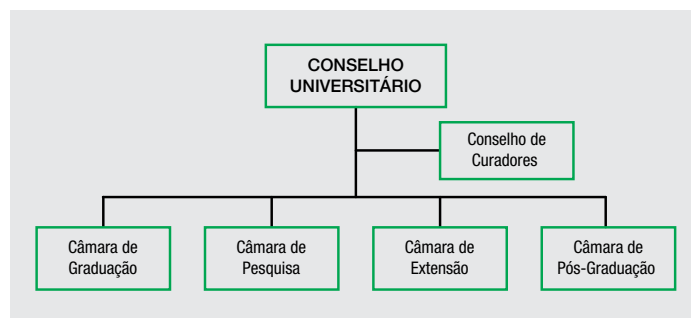 CONSELHO
UNIVERSITÁRIO
Conselho de
Curadores
Câmara de
Graduação
Câmara de
Pesquisa
Câmara de
Extensão
Câmara de
Pós-Graduação